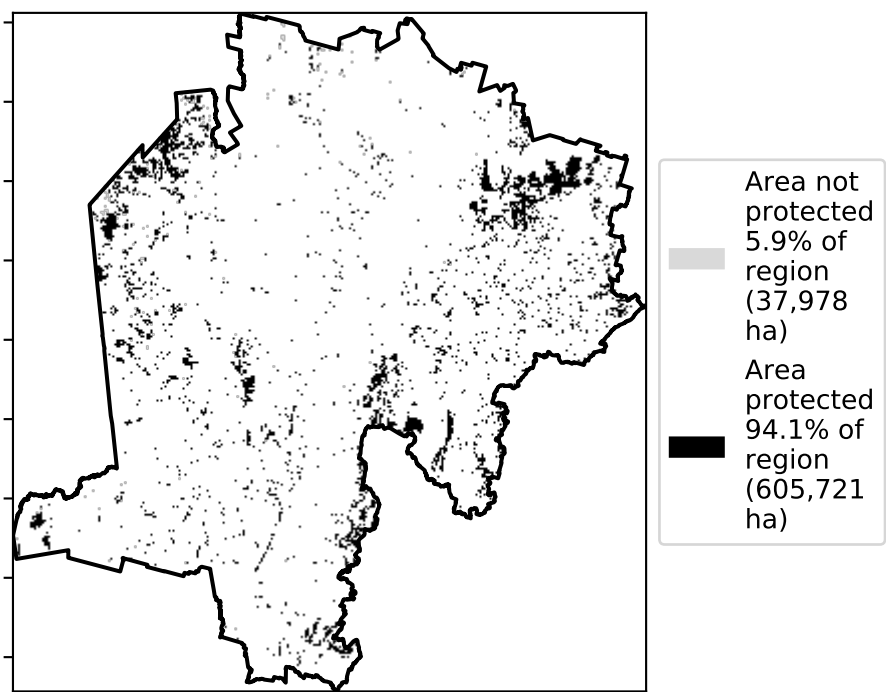 Area not
protected
5.9% of
region
(37,978
ha)
Area
protected
94.1% of
region
(605,721
ha)